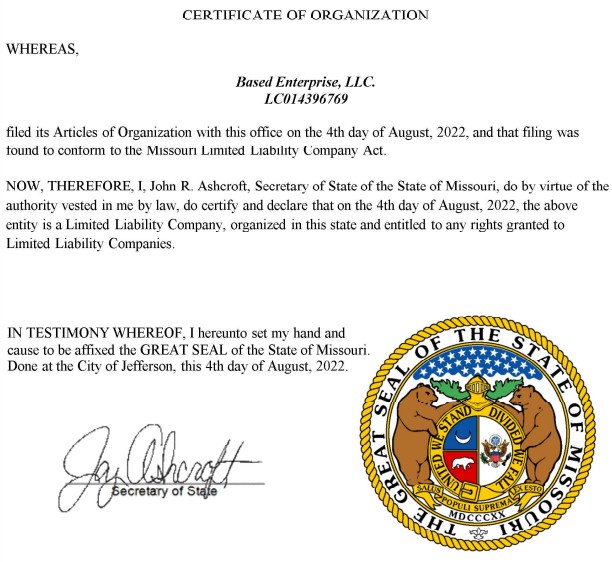 CERTIFICATE OF ORGANIZATION
WHEREAS,
Based Enterprise, LLC.
LC014396769
filed its Articles of Organization with this office on the 4th day of August, 2022, and that filing was
found to conform to the Missouri Limited Liability Company Act.
NOW, THEREFORE, I, John R. Ashcroft, Secretary of State of the State of Missouri, do by virtue of the
authority vested in me by law, do certify and declare that on the 4th day of August, 2022, the above
entity is a Limited Liability Company, organized in this state and entitled to any rights granted to
Limited Liability Companies.
IN TESTIMONY WHEREOF, I hereunto set my hand and
cause to be affixed the GREAT SEAL of the State of Missouri.
Done at the City of Jefferson, this 4th day of August, 2022.
Jay Ashcroft
Secretary of State
THE GREAT SEAL OF THE STATE OF MISSOURI
UNITED WE STAND DIVIDED WE FALL
SALUS POPULI SUPREMA LEX ESTO
MDCCCXX